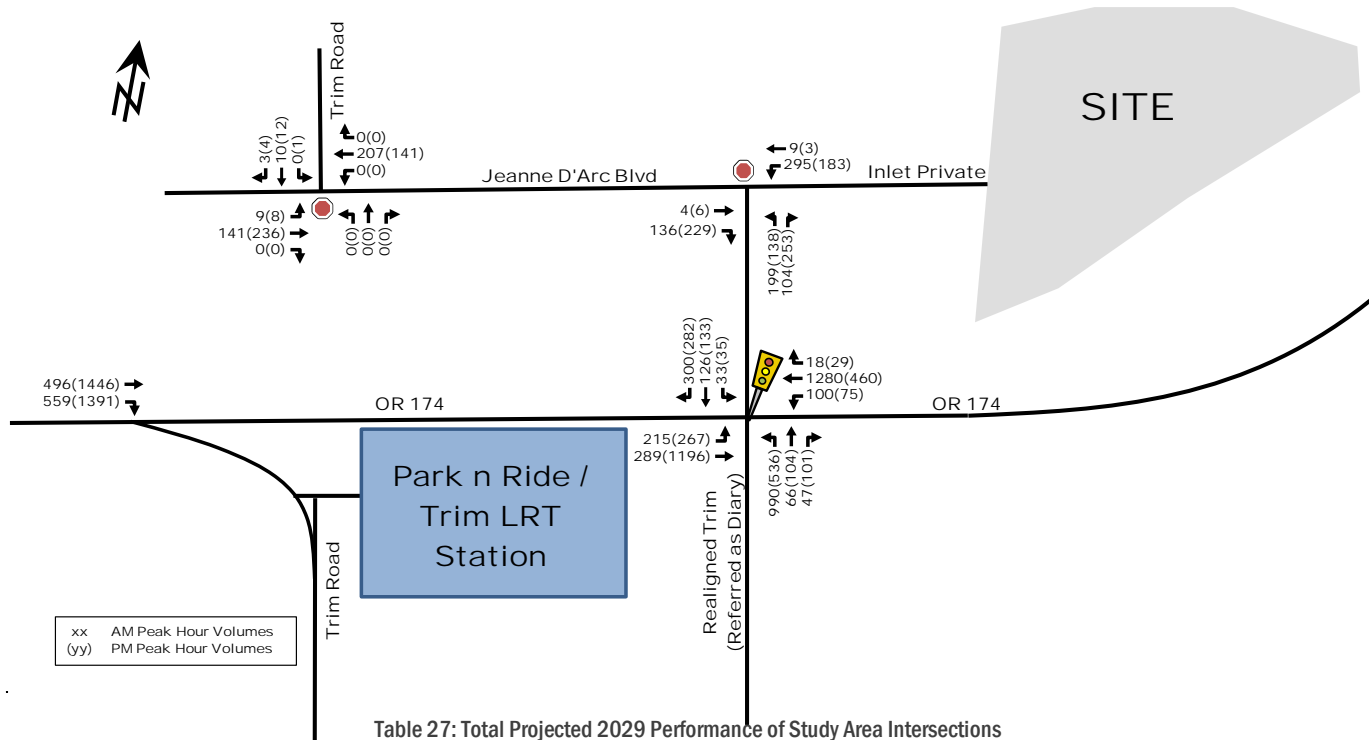 SITE
Trim Road
3(4)
10(12)
0(1)
0(0)
207(141)
0(0)
Jeanne D'Arc Blvd
9(3)
295(183)
Inlet Private
9(8)
141(236)
0(0)
0(0)
0(0)
0(0)
4(6)
136(229)
199(138)
104(253)
300(282)
126(133)
33(35)
18(29)
1280(460)
100(75)
496(1446)
559(1391)
OR 174
OR 174
215(267)
289(1196)
990(536)
66(104)
47(101)
Park n Ride /
Trim LRT
Station
Trim Road
Realigned Trim
(Referred as Diary)
xx AM Peak Hour Volumes
(yy) PM Peak Hour Volumes
Table 27: Total Projected 2029 Performance of Study Area Intersections